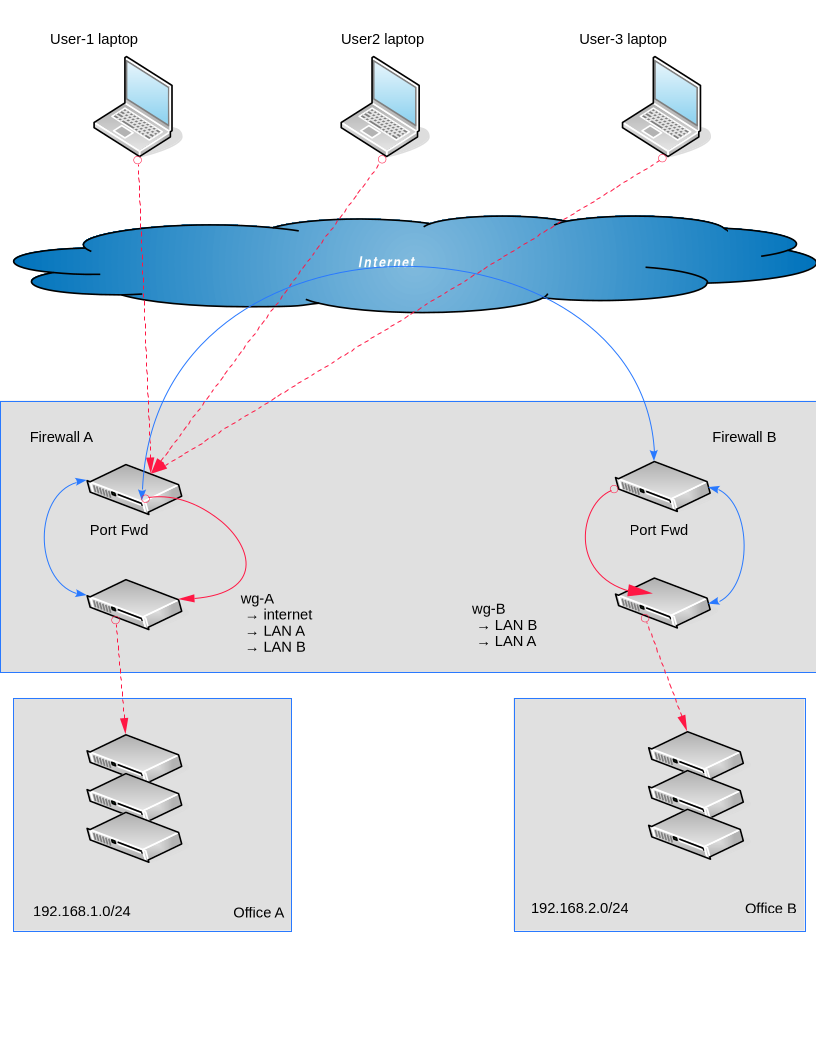 User-1 laptop
User2 laptop
User-3 laptop
Internet
Firewall A
Firewall B
Port Fwd
Port Fwd
wg-A
→ internet
→ LAN A
→ LAN B
wg-B
→ LAN B
→ LAN A
192.168.1.0/24
Office A
192.168.2.0/24
Office B